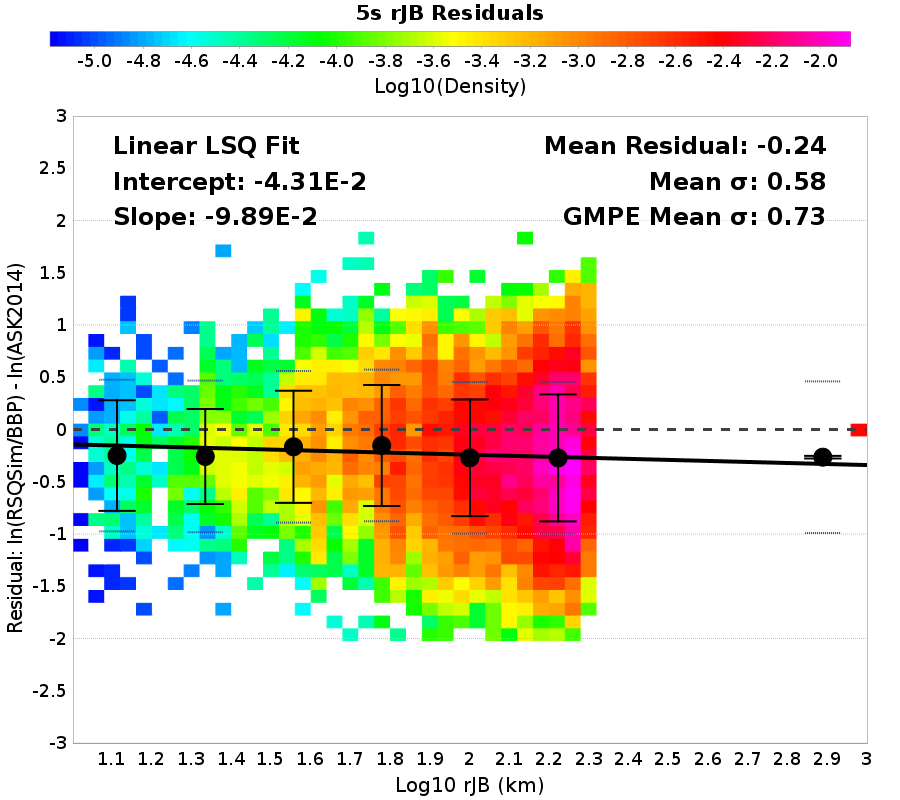 5s rJB Residuals
-5.0 -4.8 -4.6 -4.4 -4.2 -4.0 -3.8 -3.6 -3.4 -3.2 -3.0 -2.8 -2.6 -2.4 -2.2 -2.0
Log10(Density)
Linear LSQ Fit
Intercept: -4.31E-2
Slope: -9.89E-2
Mean Residual: -0.24
Mean σ: 0.58
GMPE Mean σ: 0.73
Residual: ln(RSQSim/BBP) - ln(ASK2014)
3
2.5
2
1.5
1
0.5
0
-0.5
-1
-1.5
-2
-2.5
-3
1.1 1.2 1.3 1.4 1.5 1.6 1.7 1.8 1.9 2 2.1 2.2 2.3 2.4 2.5 2.6 2.7 2.8 2.9 3
Log10 rJB (km)